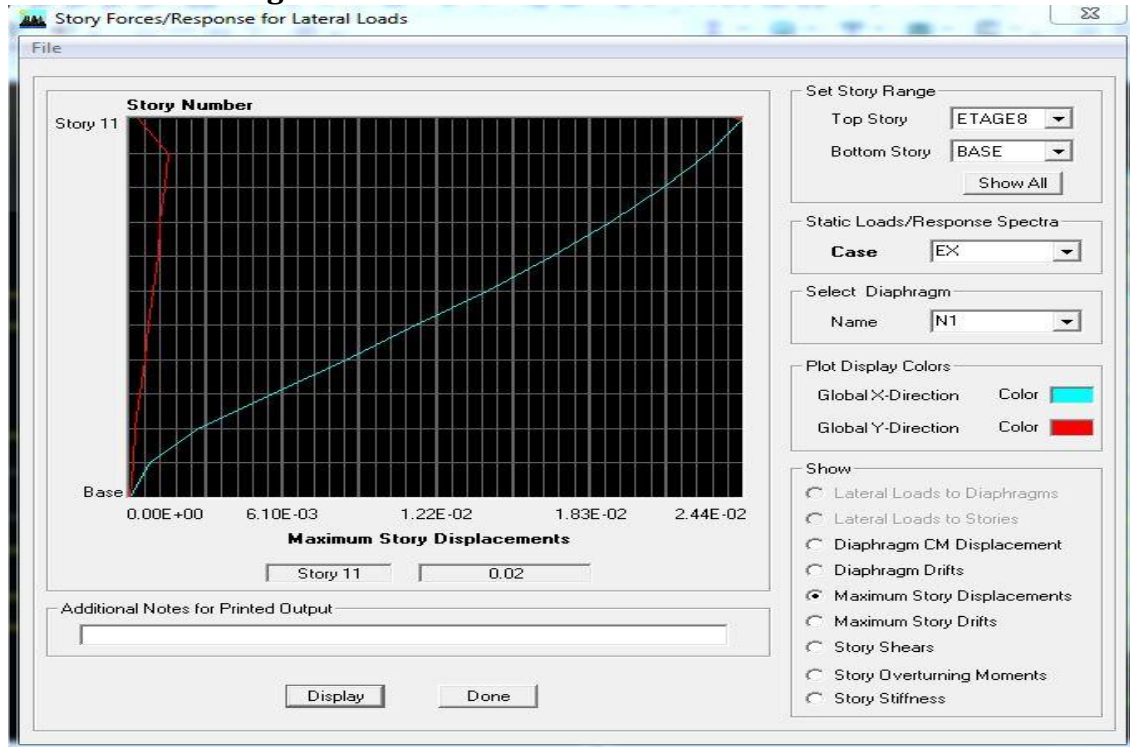 Story Forces/Response for Lateral Loads
File
Story Number
Story 11
Base
0.00E+00 6.10E-03 1.22E-02 1.83E-02 2.44E-02
Maximum Story Displacements
Story 11 0.02
Additional Notes for Printed Output
Display Done
Set Story Range
Top Story ETAGE8
Bottom Story BASE
Show All
Static Loads/Response Spectra
Case EX
Select Diaphragm
Name N1
Plot Display Colors
Global X-Direction Color
Global Y-Direction Color
Show
Lateral Loads to Diaphragms
Lateral Loads to Stories
Diaphragm CM Displacement
Diaphragm Drifts
Maximum Story Displacements
Maximum Story Drifts
Story Shears
Story Overturning Moments
Story Stiffness